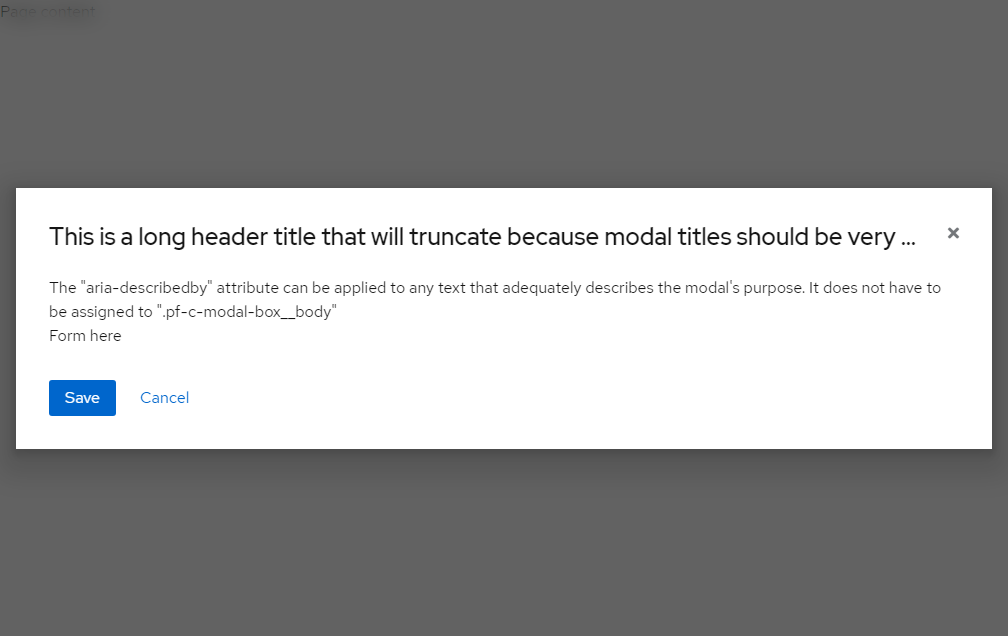 Page content
This is a long header title that will truncate because modal titles should be very ...
The "aria-describedby" attribute can be applied to any text that adequately describes the modal's purpose. It does not have to
be assigned to ".pf-c-modal-box__body"
Form here
Save
Cancel